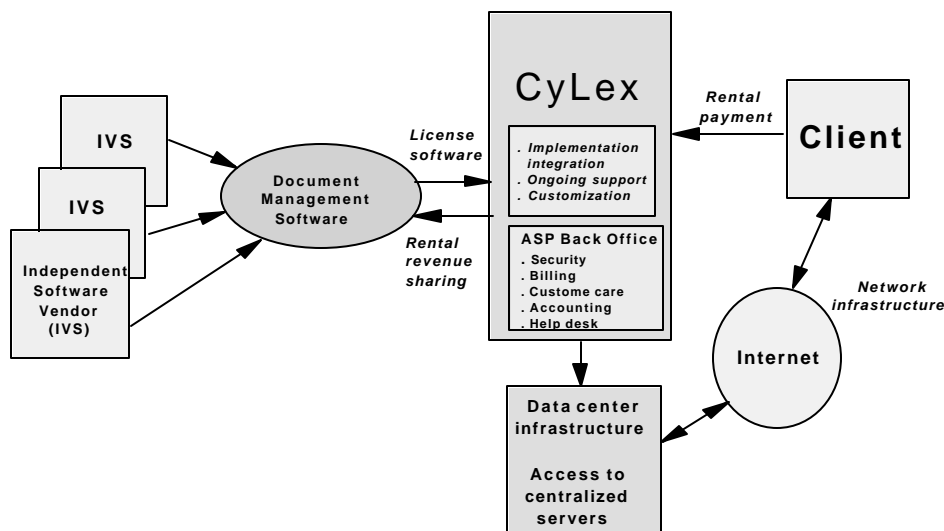 IVS
IVS
Independent
Software
Vendor
(IVS)
Document
Management
Software
License
software
Rental
revenue
sharing
CyLex
. Implementation
integration
. Ongoing support
. Customization
ASP Back Office
. Security
. Billing
. Custome care
. Accounting
. Help desk
Rental
payment
Client
Network
infrastructure
Internet
Data center
infrastructure
Access to
centralized
servers